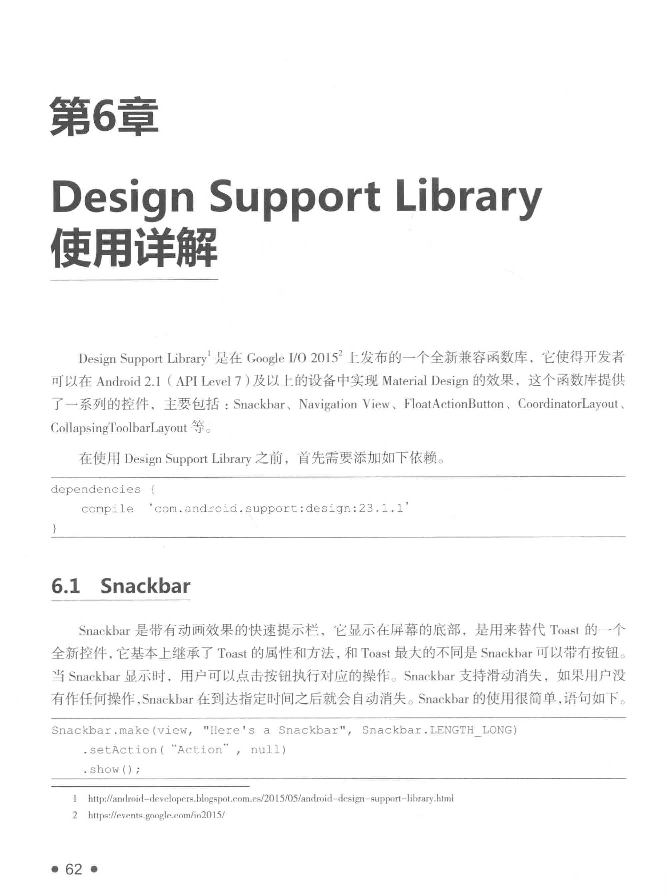 第6章
Design Support Library
使用详解
Design Support Library¹ 是在 Google I/O 2015² 上发布的一个全新兼容函数库，它使得开发者
可以在 Android 2.1（API Level 7）及以上的设备中实现 Material Design 的效果，这个函数库提供
了一系列的控件，主要包括：Snackbar、Navigation View、FloatActionButton、CoordinatorLayout、
CollapsingToolbarLayout 等。
在使用 Design Support Library 之前，首先需要添加如下依赖。
dependencies {
compile 'com.android.support:design:23.1.1'
}
6.1 Snackbar
Snackbar 是带有动画效果的快速提示栏，它显示在屏幕的底部，是用来替代 Toast 的一个
全新控件，它基本上继承了 Toast 的属性和方法，和 Toast 最大的不同是 Snackbar 可以带有按钮。
当 Snackbar 显示时，用户可以点击按钮执行对应的操作。Snackbar 支持滑动消失，如果用户没
有作任何操作，Snackbar 在到达指定时间之后就会自动消失。Snackbar 的使用很简单，语句如下。
Snackbar.make(view, "Here's a Snackbar", Snackbar.LENGTH_LONG)
.setAction( "Action" , null)
.show();
1 http://android-developers.blogspot.com.es/2015/05/android-design-support-library.html
2 https://events.google.com/io2015/
• 62 •